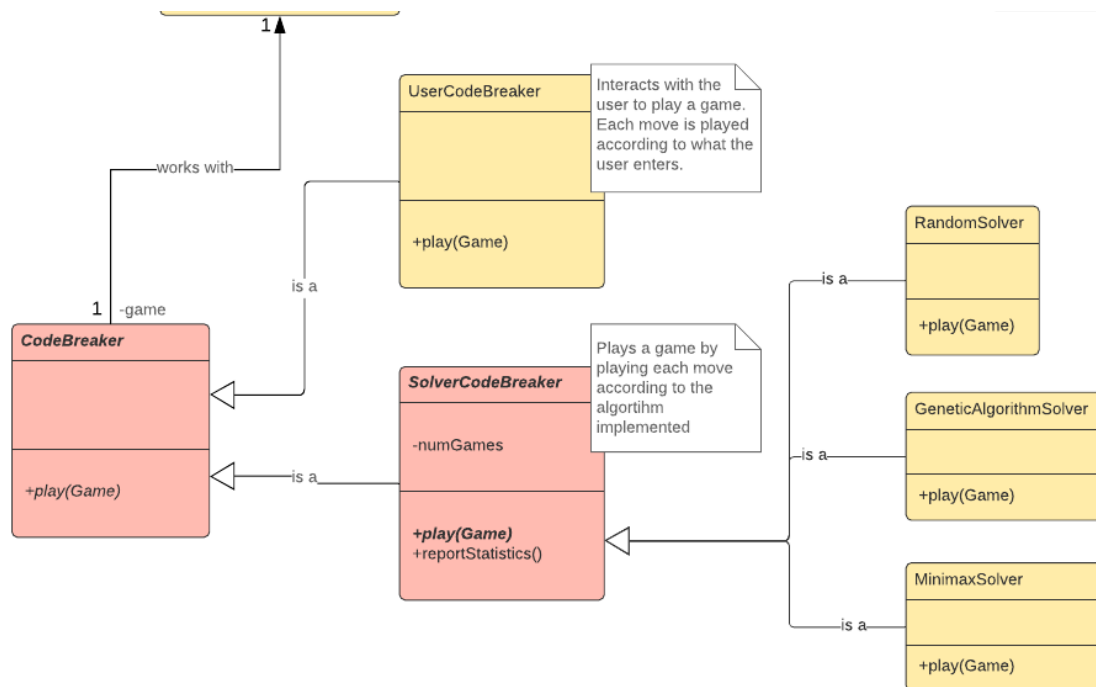 1
works with
1
-game
CodeBreaker
+play(Game)
is a
is a
UserCodeBreaker
+play(Game)
Interacts with the
user to play a game.
Each move is played
according to what the
user enters.
SolverCodeBreaker
-numGames
+play(Game)
+reportStatistics()
Plays a game by
playing each move
according to the
algortihm
implemented
is a
is a
is a
RandomSolver
+play(Game)
GeneticAlgorithmSolver
+play(Game)
MinimaxSolver
+play(Game)